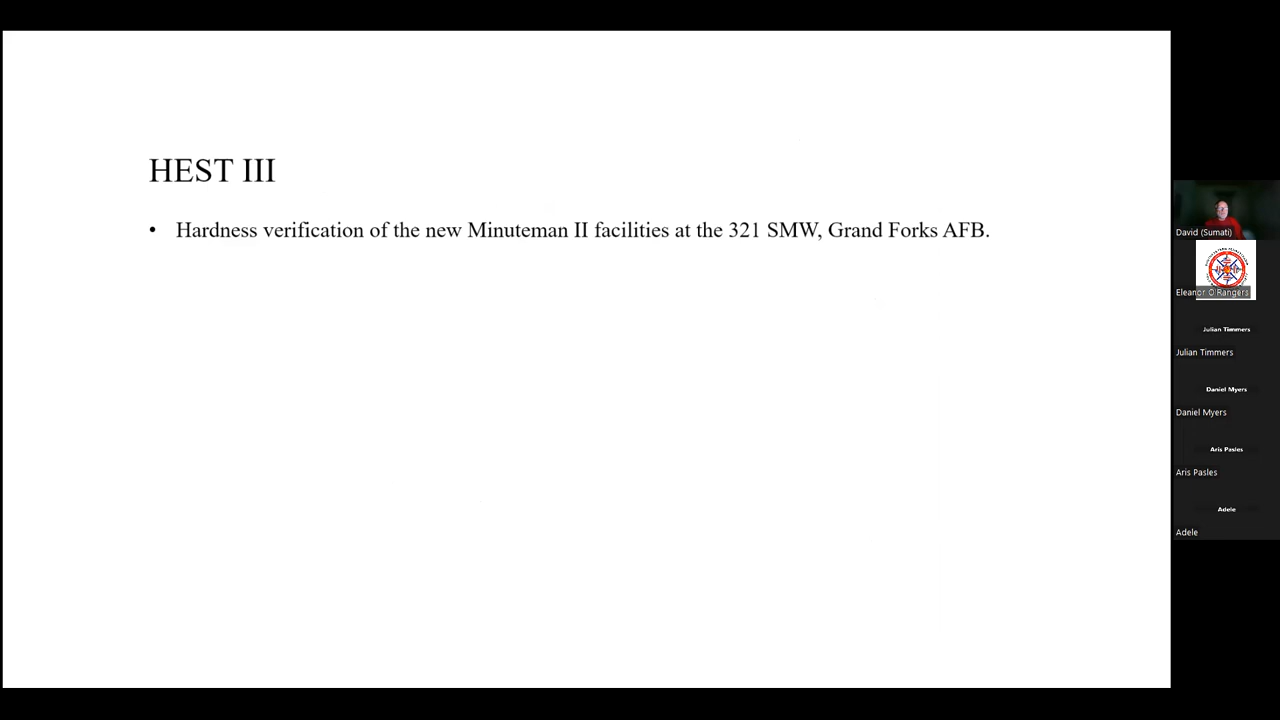 HEST III
• Hardness verification of the new Minuteman II facilities at the 321 SMW, Grand Forks AFB.
David (Sumati)
Eleanor O'Rangers
Julian Timmers
Julian Timmers
Daniel Myers
Daniel Myers
Aris Pasles
Aris Pasles
Adele
Adele